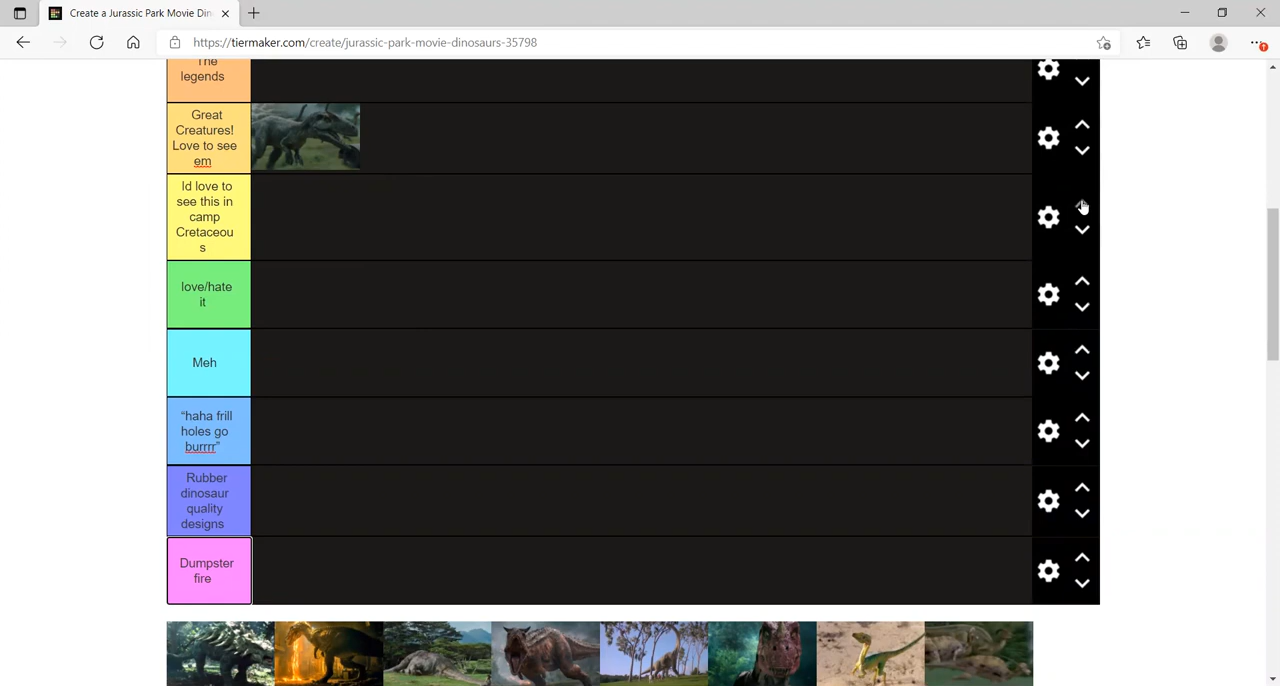 Create a Jurassic Park Movie Din
https://tiermaker.com/create/jurassic-park-movie-dinosaurs-35798
The
legends
Great
Creatures!
Love to see
em
Id love to
see this in
camp
Cretaceou
s
love/hate
it
Meh
“haha frill
holes go
burrrr”
Rubber
dinosaur
quality
designs
Dumpster
fire